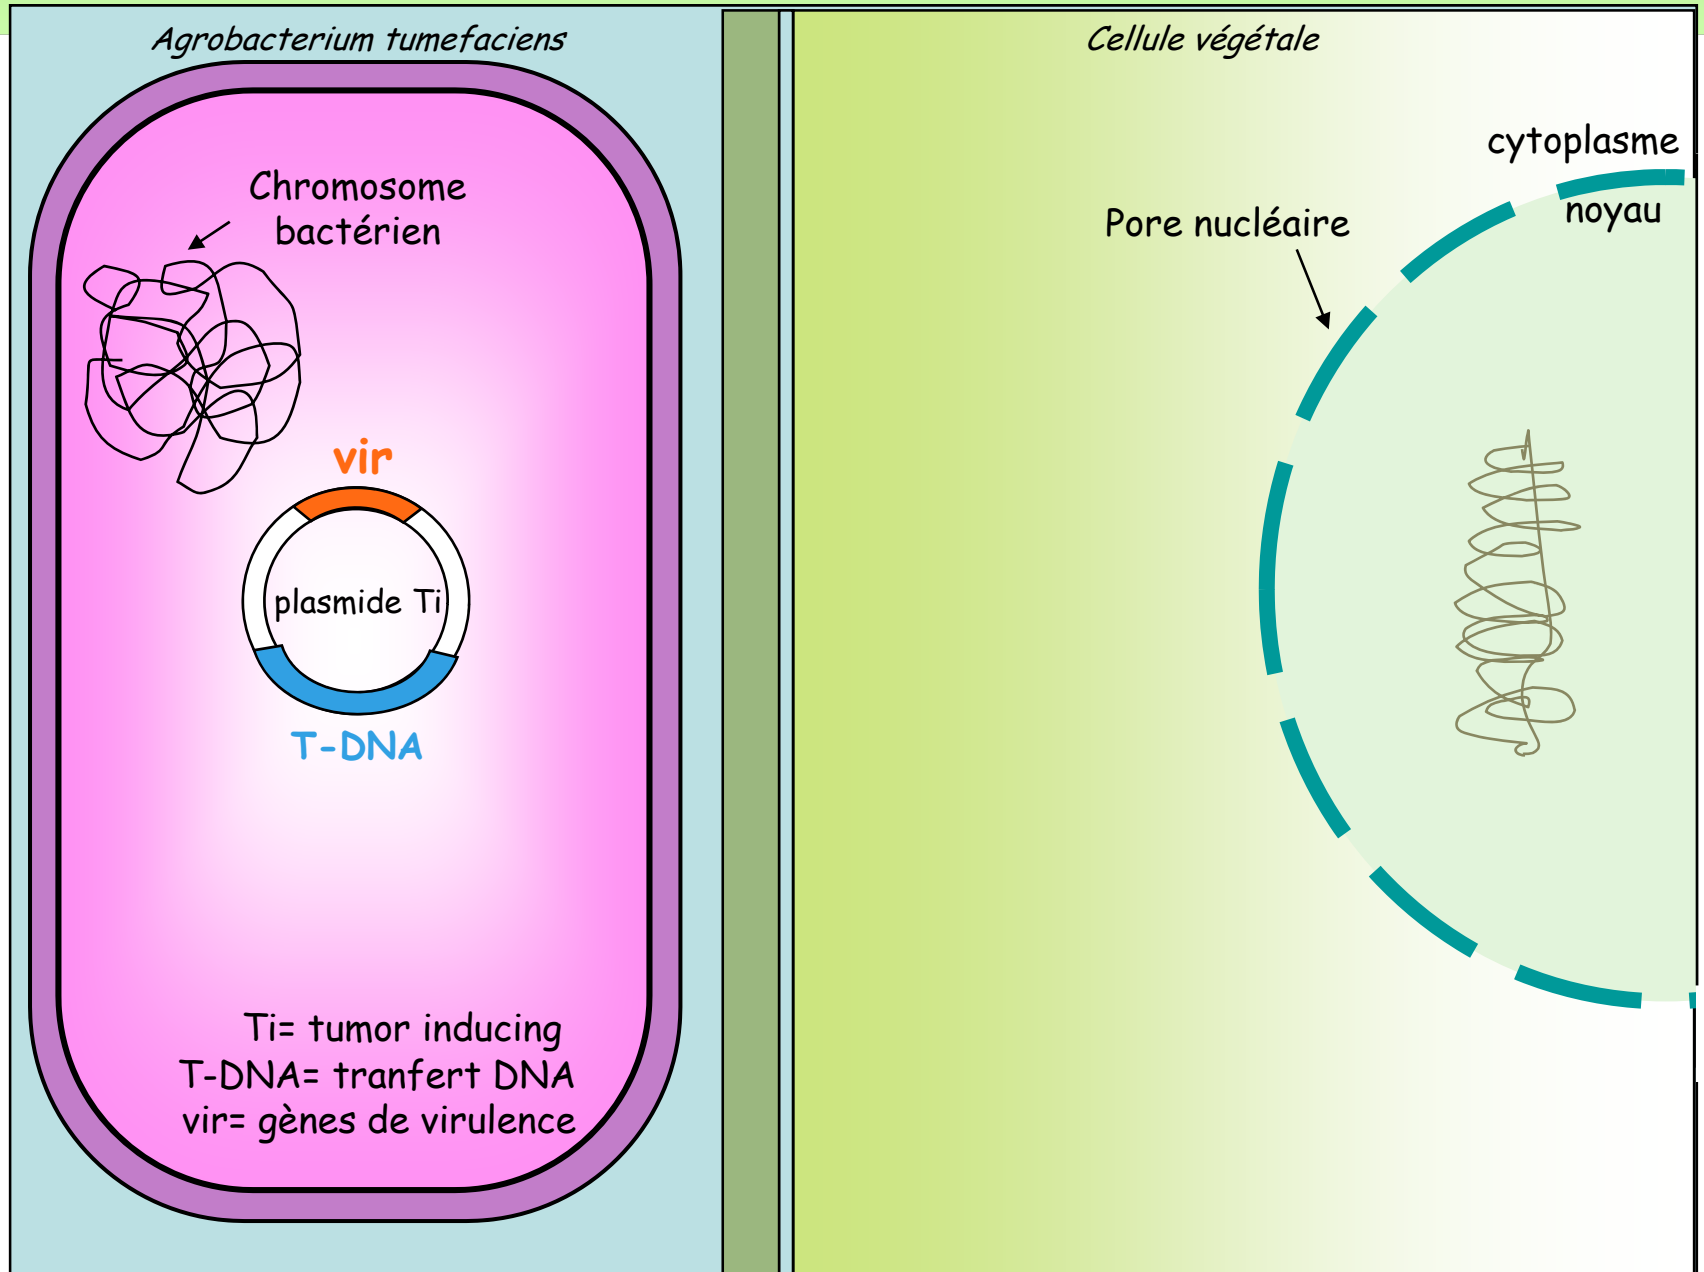 Agrobacterium tumefaciens
Chromosome
bactérien
vir
plasmide Ti
T-DNA
Ti= tumor inducing
T-DNA= tranfert DNA
vir= gènes de virulence
Cellule végétale
cytoplasme
noyau
Pore nucléaire